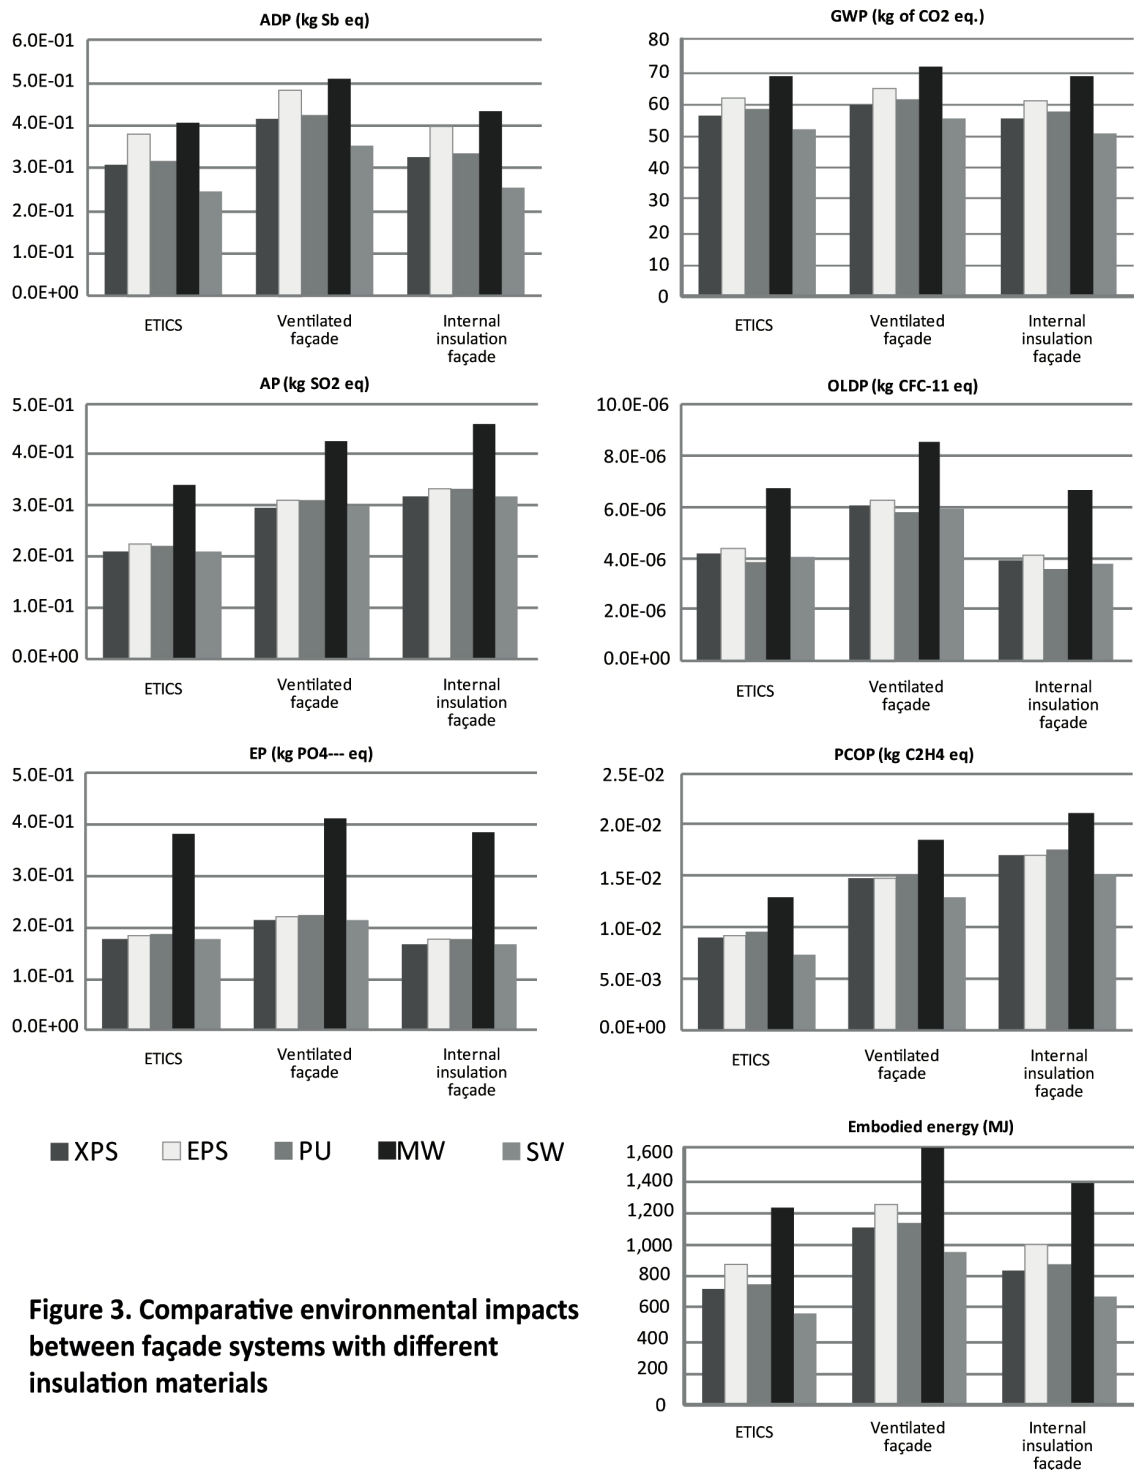 ADP (kg Sb eq)
6.0E-01
5.0E-01
4.0E-01
3.0E-01
2.0E-01
1.0E-01
0.0E+00
ETICS
Ventilated
façade
Internal
insulation
façade
GWP (kg of CO2 eq.)
80
70
60
50
40
30
20
10
0
ETICS
Ventilated
façade
Internal
insulation
façade
AP (kg SO2 eq)
5.0E-01
4.0E-01
3.0E-01
2.0E-01
1.0E-01
0.0E+00
ETICS
Ventilated
façade
Internal
insulation
façade
OLDP (kg CFC-11 eq)
10.0E-06
8.0E-06
6.0E-06
4.0E-06
2.0E-06
0.0E+00
ETICS
Ventilated
façade
Internal
insulation
façade
EP (kg PO4--- eq)
5.0E-01
4.0E-01
3.0E-01
2.0E-01
1.0E-01
0.0E+00
ETICS
Ventilated
façade
Internal
insulation
façade
PCOP (kg C2H4 eq)
2.5E-02
2.0E-02
1.5E-02
1.0E-02
5.0E-03
0.0E+00
ETICS
Ventilated
façade
Internal
insulation
façade
XPS EPS PU MW SW
Embodied energy (MJ)
1,600
1,400
1,200
1,000
800
600
400
200
0
ETICS
Ventilated
façade
Internal
insulation
façade
Figure 3. Comparative environmental impacts
between façade systems with different
insulation materials